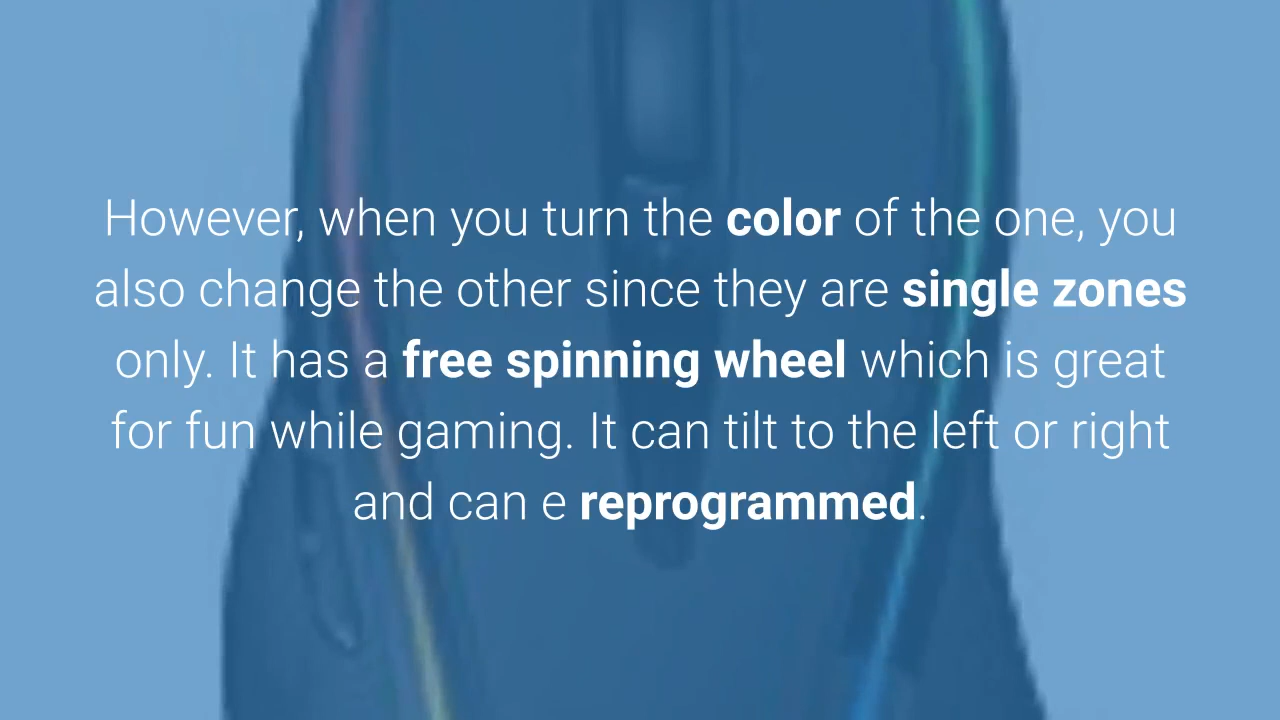 However, when you turn the color of the one, you
also change the other since they are single zones
only. It has a free spinning wheel which is great
for fun while gaming. It can tilt to the left or right
and can e reprogrammed.